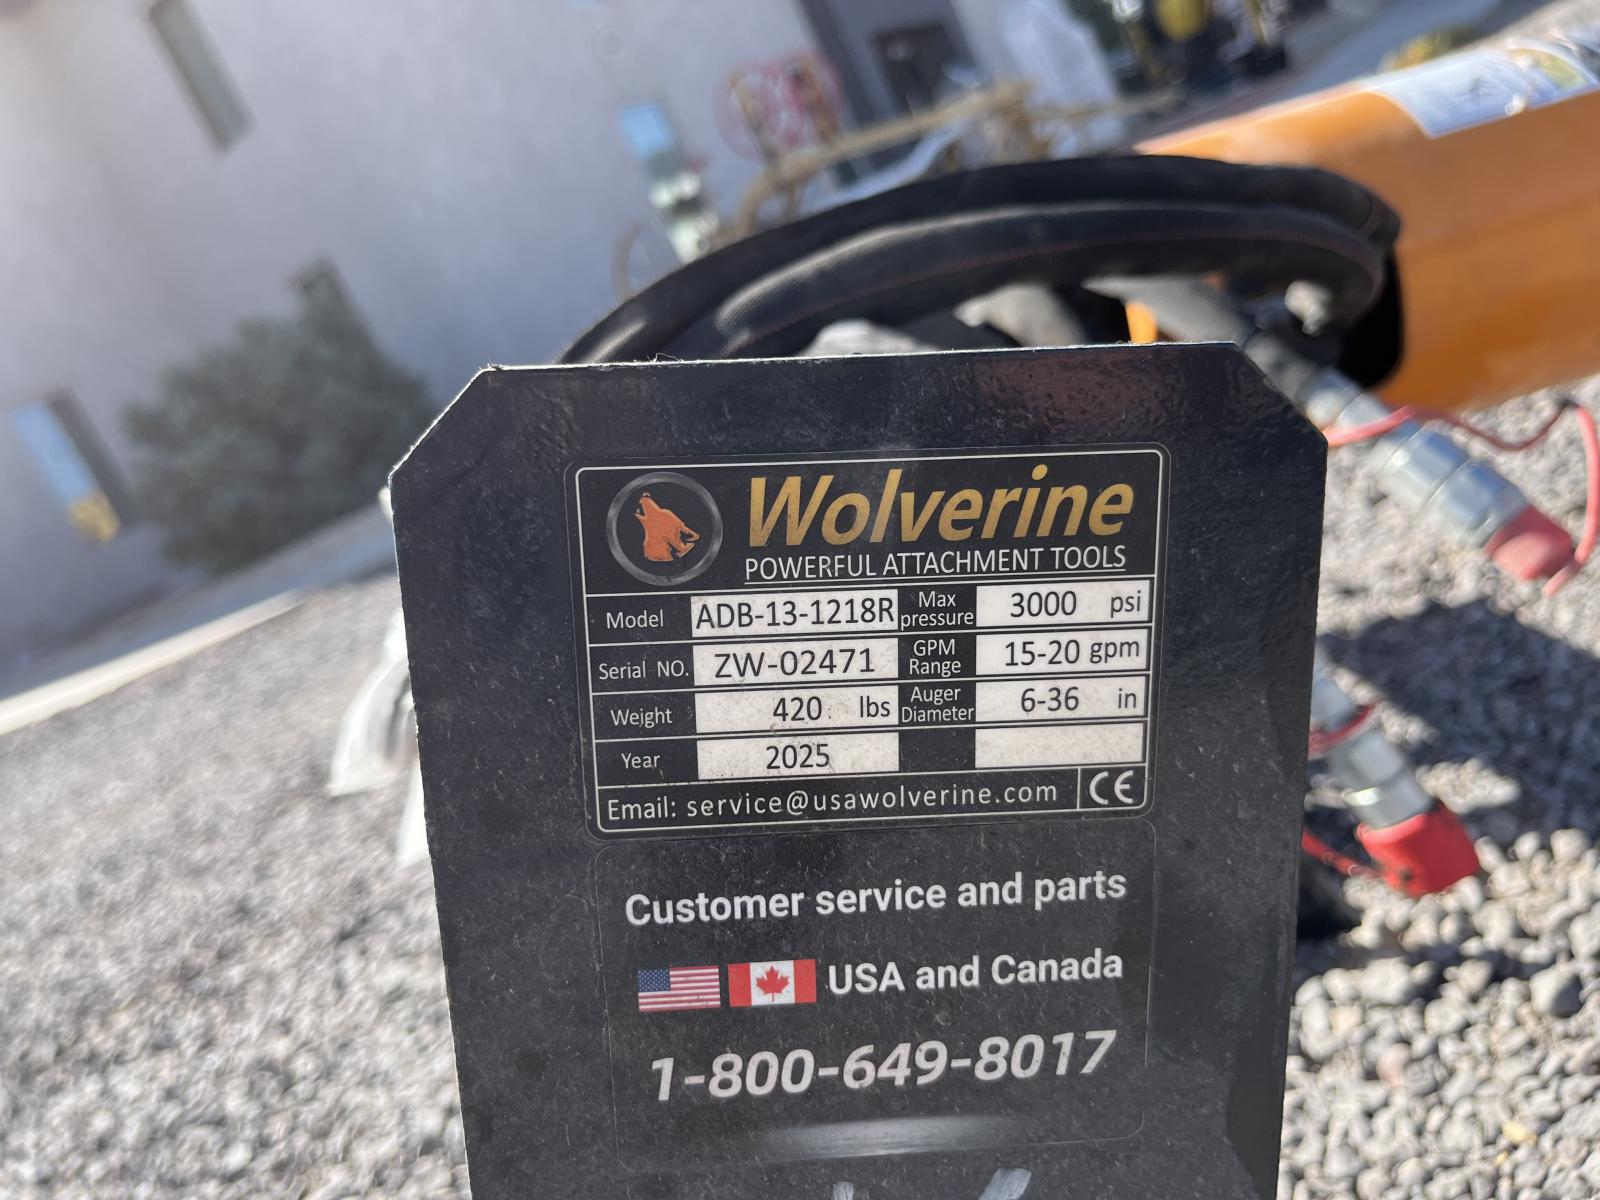 Wolverine
POWERFUL ATTACHMENT TOOLS
Model ADB-13-1218R Max pressure 3000 psi
Serial NO. ZW-02471 GPM Range 15-20 gpm
Weight 420 lbs Auger Diameter 6-36 in
Year 2025
Email: service@usawolverine.com CE
Customer service and parts
USA and Canada
1-800-649-8017